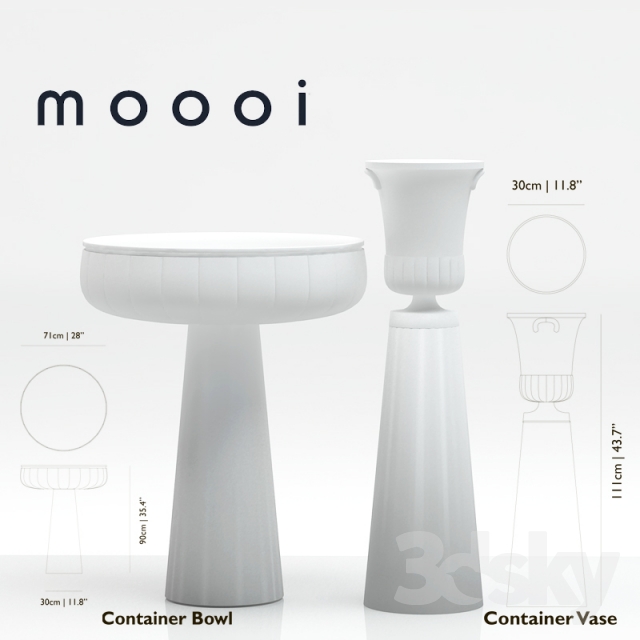 moooi
30cm | 11.8”
71cm | 28”
90cm | 35.4”
111cm | 43.7”
30cm | 11.8”
Container Bowl
Container Vase
3dsky